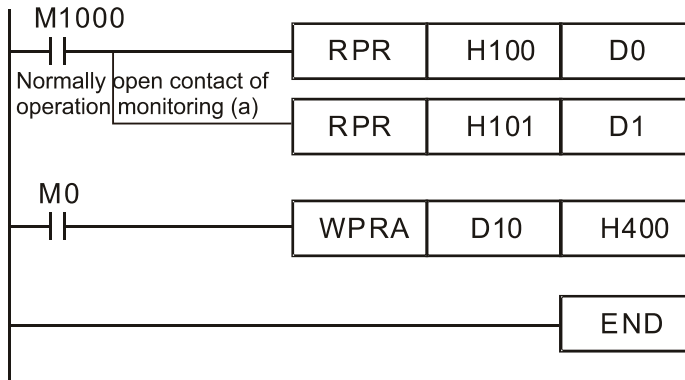 M1000
RPR H100 D0
Normally open contact of
operation monitoring (a)
RPR H101 D1
M0
WPRA D10 H400
END